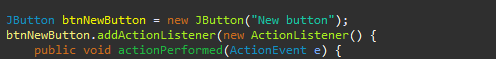 JButton btnNewButton = new JButton("New button");
btnNewButton.addActionListener(new ActionListener() {
    public void actionPerformed(ActionEvent e) {